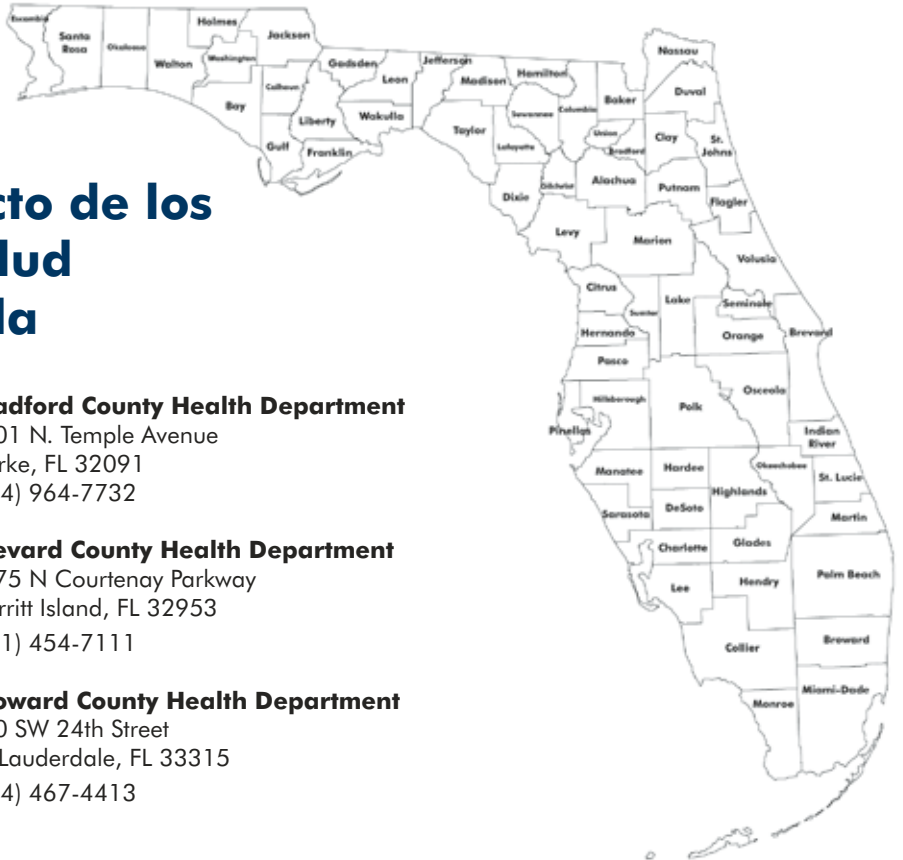 Escambia
Santa
Rosa
Okaloosa
Walton
Holmes
Washington
Jackson
Bay
Calhoun
Gulf
Liberty
Gadsden
Franklin
Leon
Wakulla
Jefferson
Madison
Taylor
Hamilton
Suwannee
Lafayette
Dixie
Columbia
Gilchrist
Baker
Union
Bradford
Alachua
Levy
Nassau
Duval
Clay
St.
Johns
Putnam
Flagler
Marion
Volusia
Citrus
Sumter
Lake
Seminole
Orange
Brevard
Hernando
Pasco
Hillsborough
Pinellas
Polk
Osceola
Indian
River
Manatee
Hardee
Okeechobee
St. Lucie
Highlands
Sarasota
DeSoto
Martin
Charlotte
Glades
Lee
Hendry
Palm Beach
Collier
Broward
Monroe
Miami-Dade
cto de los
lud
la
adford County Health Department
01 N. Temple Avenue
rke, FL 32091
4) 964-7732
evard County Health Department
75 N Courtenay Parkway
rritt Island, FL 32953
1) 454-7111
oward County Health Department
0 SW 24th Street
Lauderdale, FL 33315
4) 467-4413